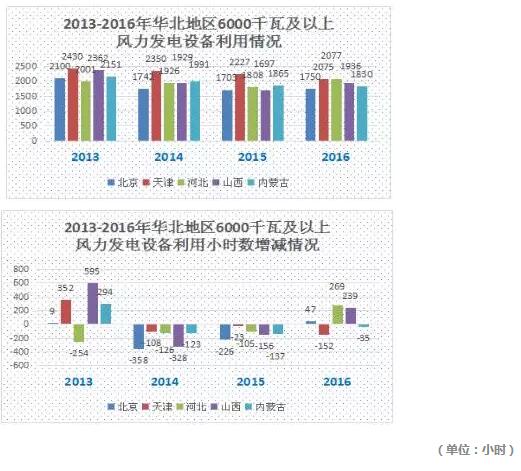 2013-2016年华北地区6000千瓦及以上
风力发电设备利用情况
2500
2000
1500
1000
500
0
2100 2430 2001 2362 2151
1742 2350 1926 1929 1991
1703 2227 1808 1697 1865
1750 2075 2077 1936 1830
2013 2014 2015 2016
北京 天津 河北 山西 内蒙古
2013-2016年华北地区6000千瓦及以上
风力发电设备利用小时数增减情况
800
600
400
200
0
-200
-400
-600
9 352 -254 595 294
-358 -108 -126 -328 -123
-226 -23 -105 -156 -137
47 -152 269 239 -35
2013 2014 2015 2016
北京 天津 河北 山西 内蒙古
（单位：小时）